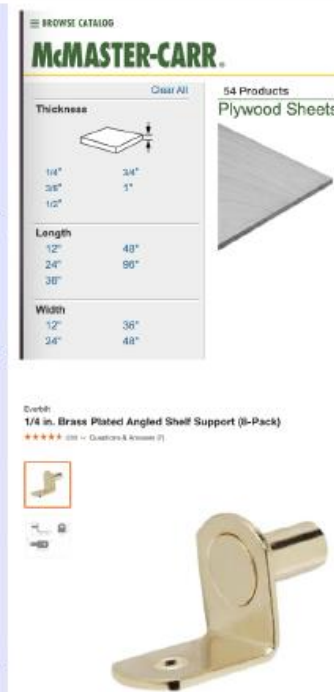 BROWSE CATALOG
McMASTER-CARR.
Clear All
54 Products
Thickness
Plywood Sheets
1/4" 3/4"
3/8" 1"
1/2"
Length
12" 48"
24" 96"
36"
Width
12" 36"
24" 48"
Everbilt
1/4 in. Brass Plated Angled Shelf Support (8-Pack)
Questions & Answers